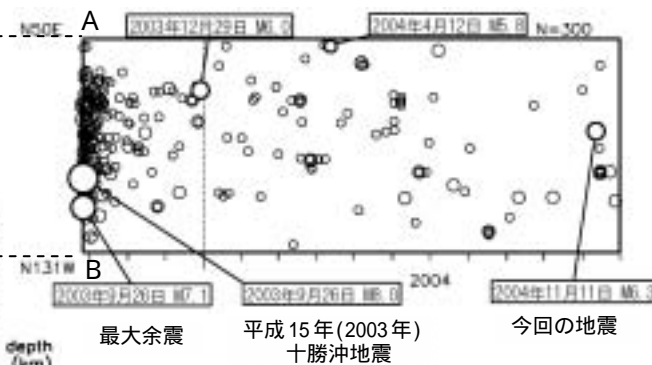 N50E
A
2003年12月29日 M6.0
2004年4月12日 M5.8
N=300
N131W
B
2004
2003年9月26日 M7.1
2003年9月26日 M8.0
2004年11月11日 M6.3
最大余震
平成15年(2003年)
十勝沖地震
今回の地震
depth
(km)